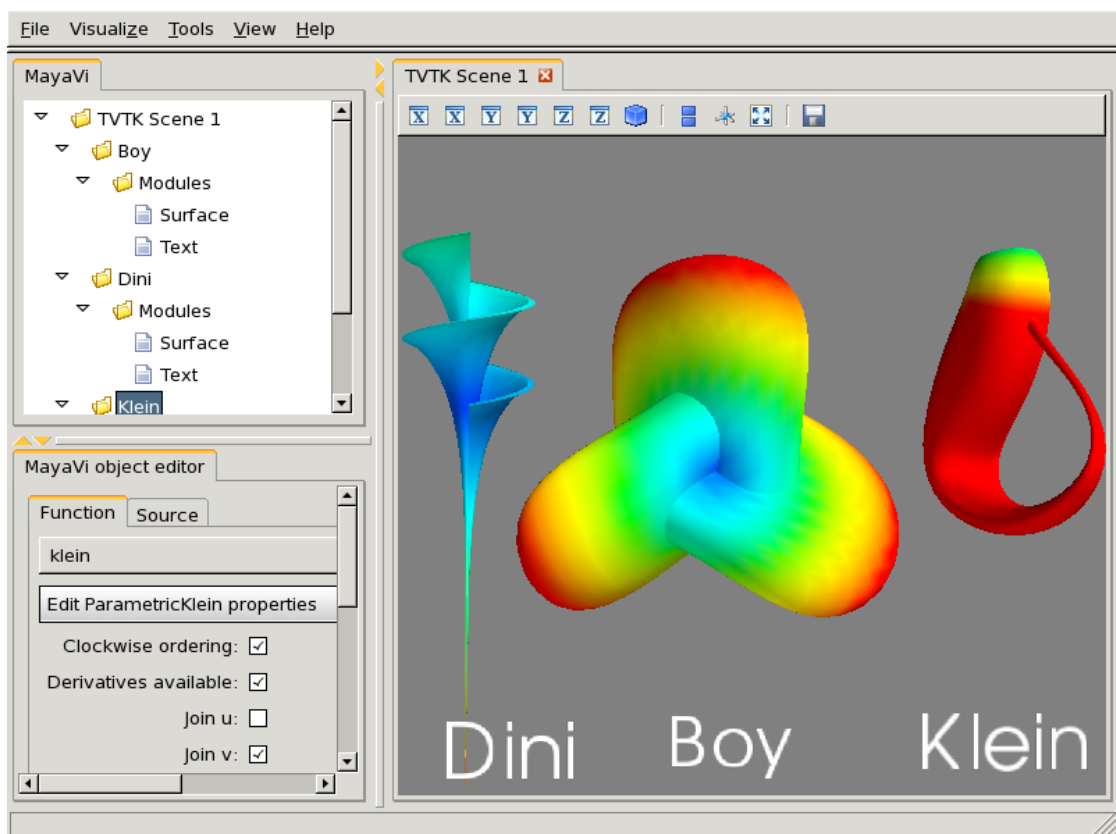 File Visualize Tools View Help
MayaVi
TVTK Scene 1
Boy
Modules
Surface
Text
Dini
Modules
Surface
Text
Klein
MayaVi object editor
Function Source
klein
Edit ParametricKlein properties
Clockwise ordering:
Derivatives available:
Join u:
Join v:
TVTK Scene 1
X X Y Y Z Z
Dini Boy Klein